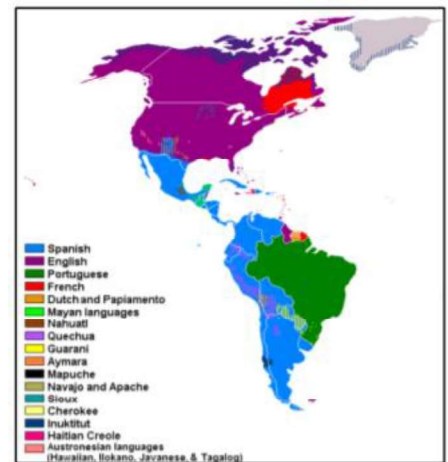 Spanish
English
Portuguese
French
Dutch and Papiamento
Mayan languages
Nahuatl
Quechua
Guarani
Aymara
Mapuche
Navajo and Apache
Sioux
Cherokee
Inuktitut
Haitian Creole
Austronesian languages
(Hawaiian, Ilokano, Javanese, & Tagalog)